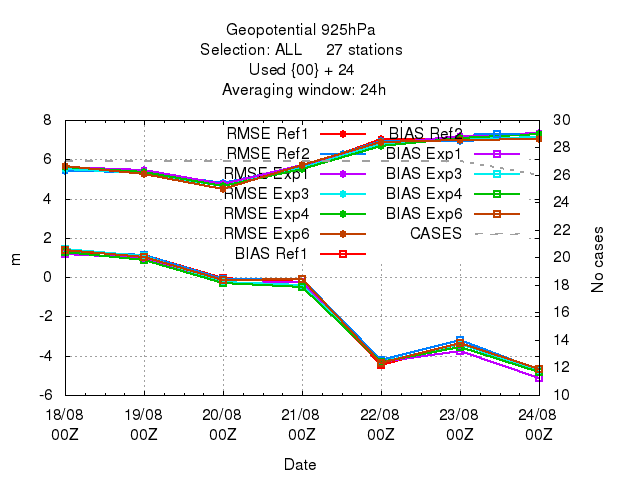 Geopotential 925hPa
Selection: ALL 27 stations
Used {00} + 24
Averaging window: 24h
8
6
4
2
0
-2
-4
-6
30
28
26
24
22
20
18
16
14
12
10
RMSE Ref1
RMSE Ref2
RMSE Exp1
RMSE Exp3
RMSE Exp4
RMSE Exp6
BIAS Ref1
BIAS Ref2
BIAS Exp1
BIAS Exp3
BIAS Exp4
BIAS Exp6
CASES
m
No cases
18/08 19/08 20/08 21/08 22/08 23/08 24/08
00Z 00Z 00Z 00Z 00Z 00Z 00Z
Date